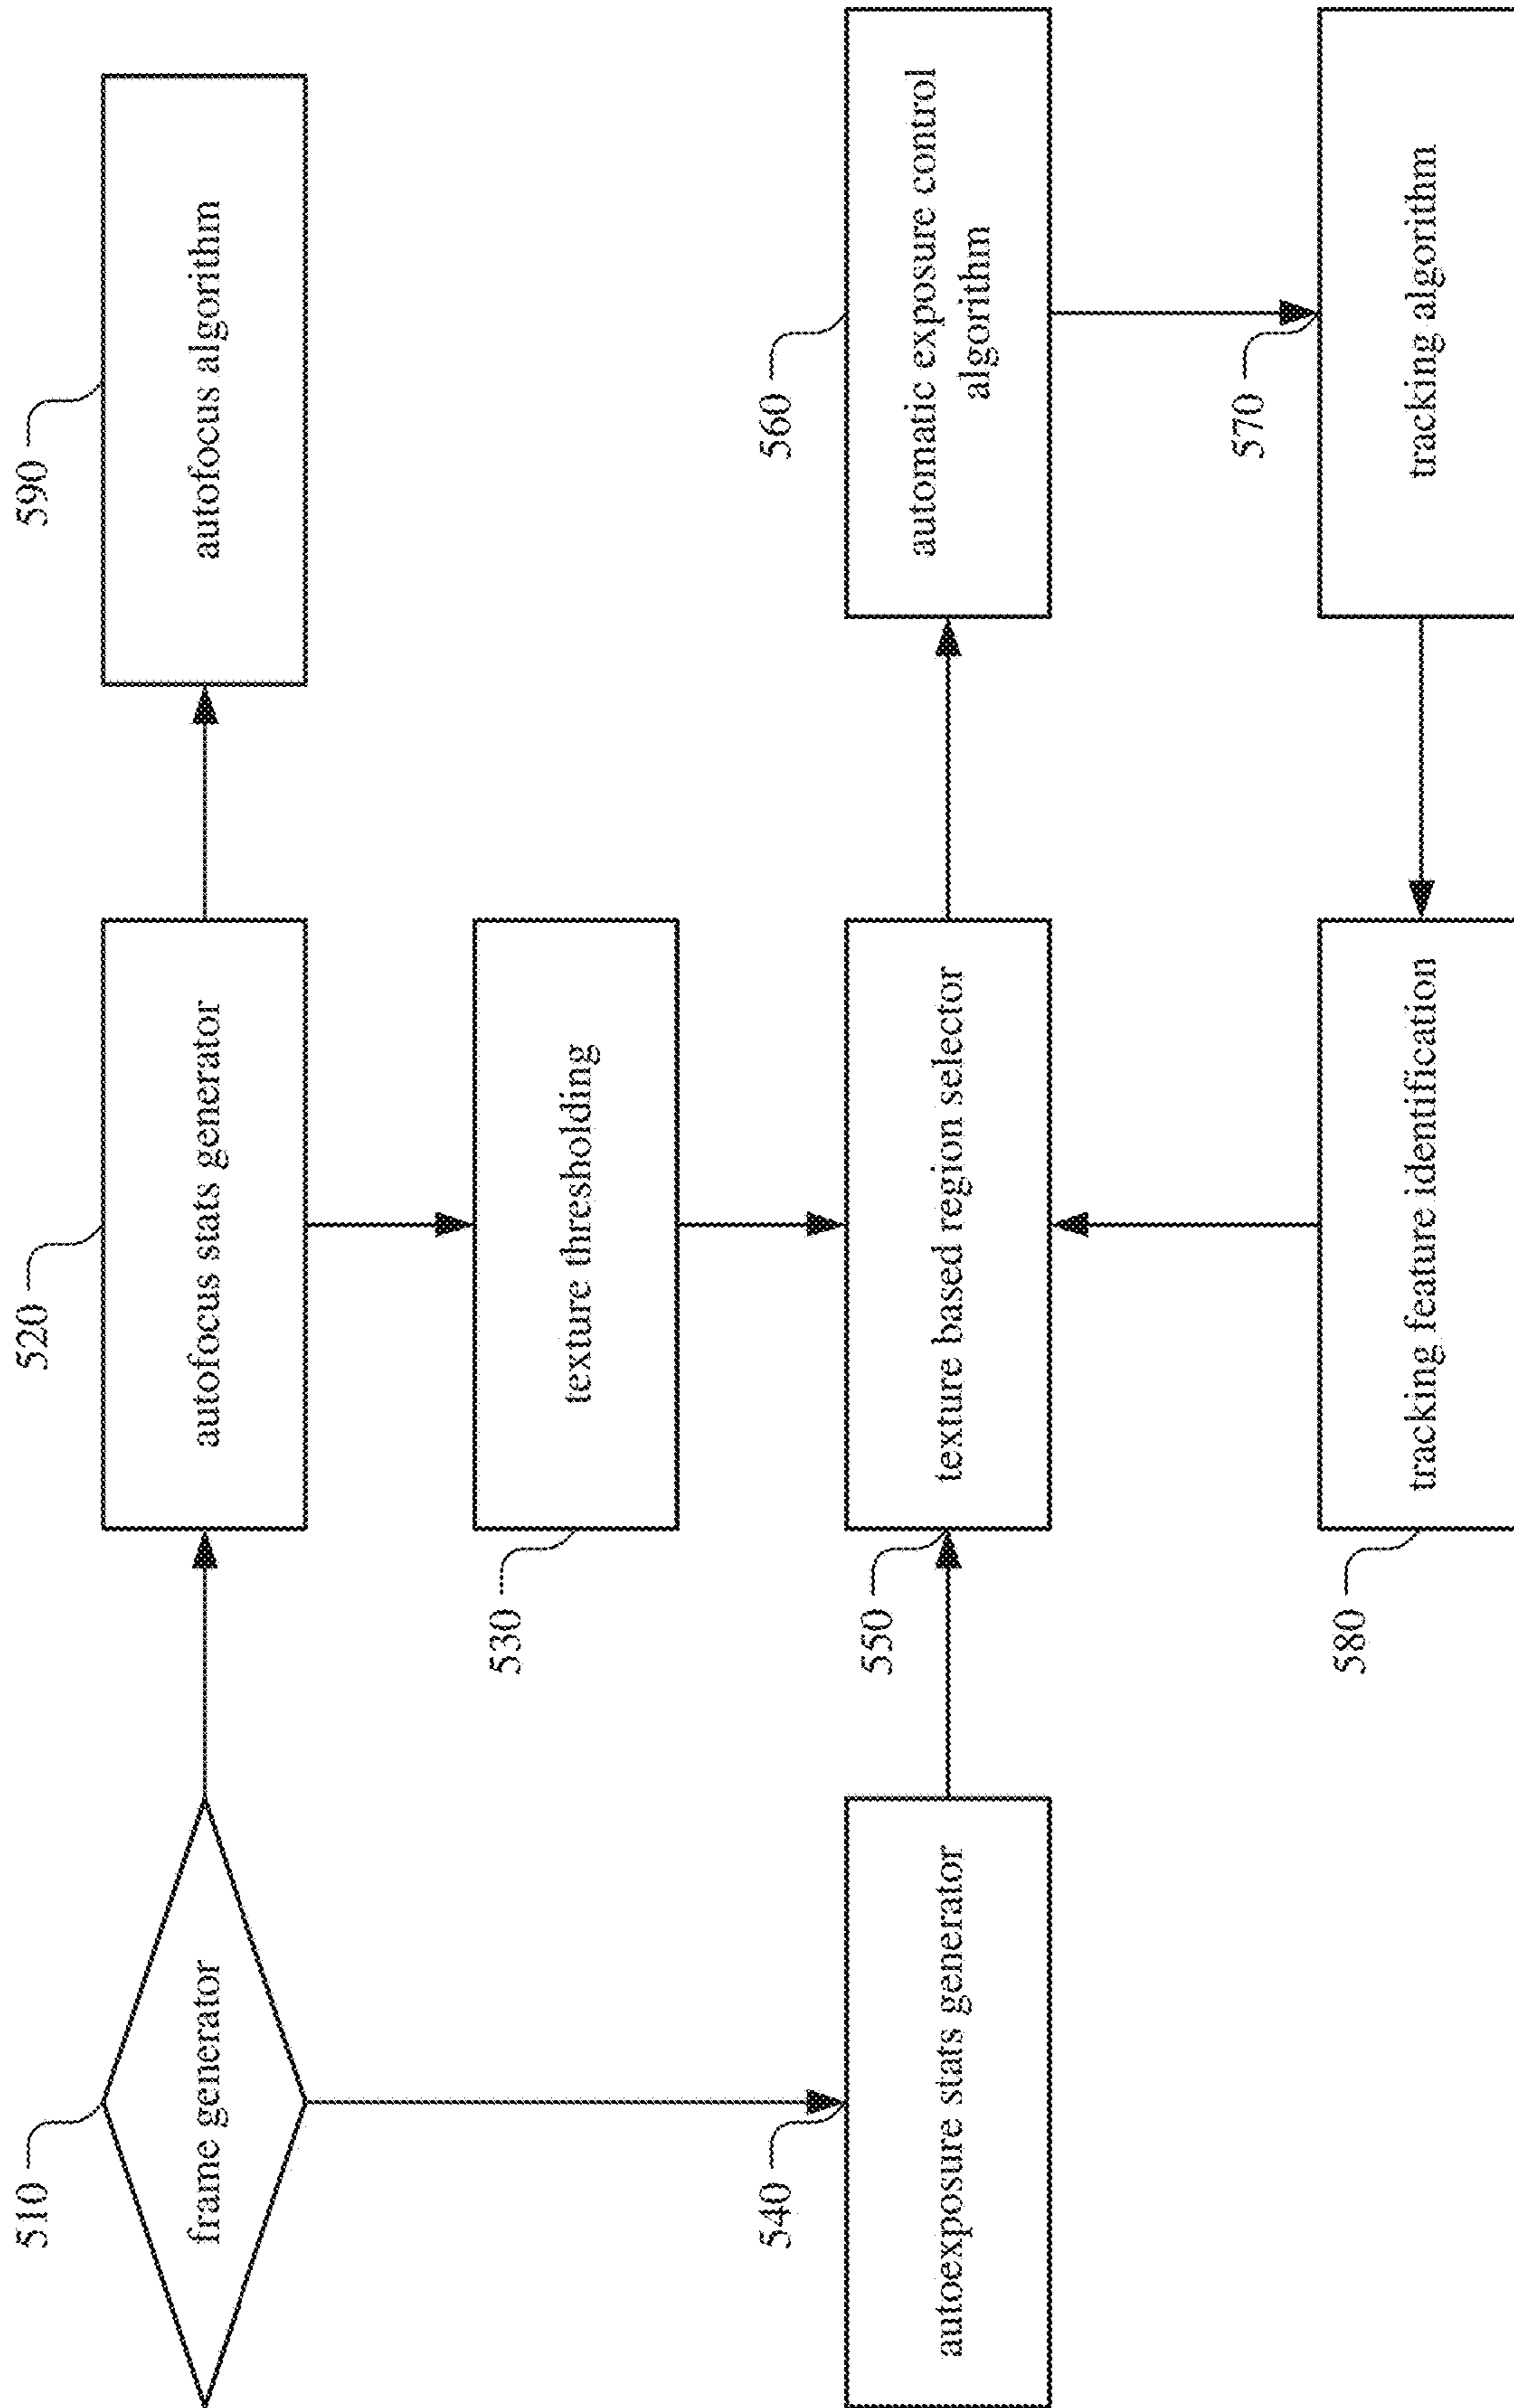 510
frame generator
520
autofocus stats generator
590
autofocus algorithm
530
texture thresholding
540
autoexposure stats generator
550
texture based region selector
560
automatic exposure control
algorithm
570
tracking algorithm
580
tracking feature identification